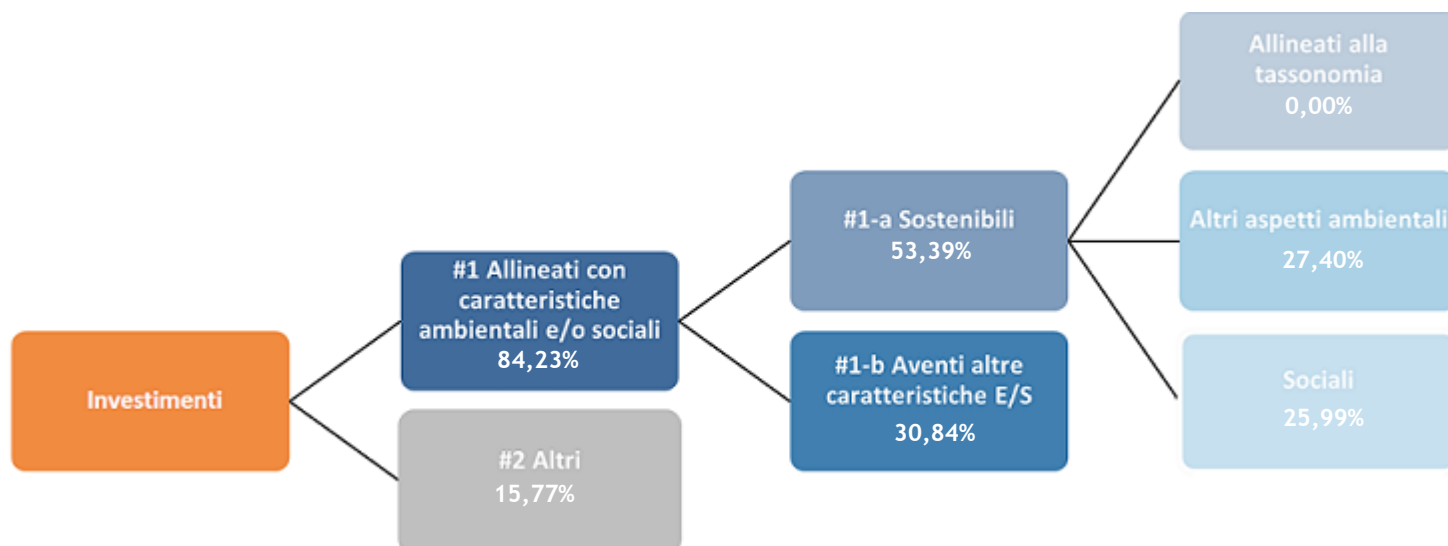 Investimenti
#1 Allineati con
caratteristiche
ambientali e/o sociali
84,23%
#2 Altri
15,77%
#1-a Sostenibili
53,39%
#1-b Aventi altre
caratteristiche E/S
30,84%
Allineati alla
tassonomia
0,00%
Altri aspetti ambientali
27,40%
Sociali
25,99%